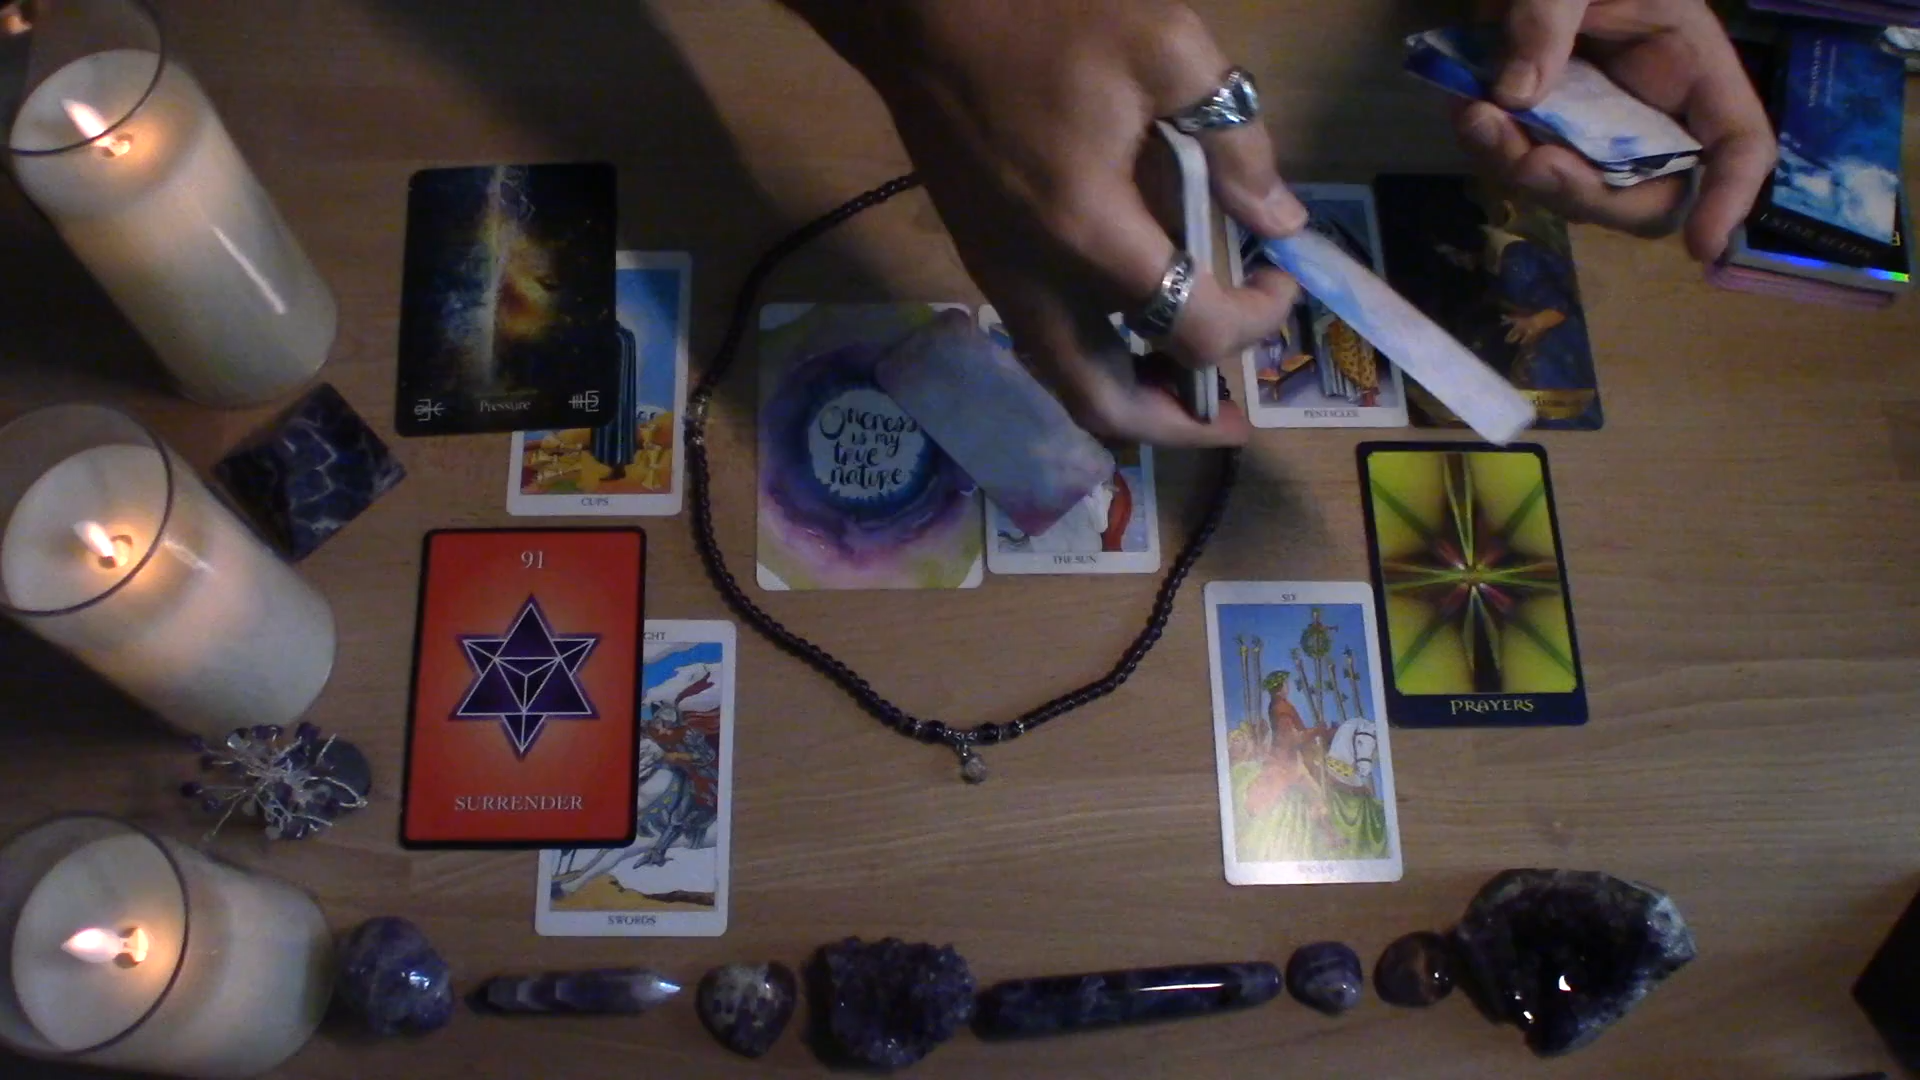 Pressure
CUPS
Oneness
is my
true
nature
THE SUN
PENTACLES
91
SURRENDER
SWORDS
SIX
PRAYERS